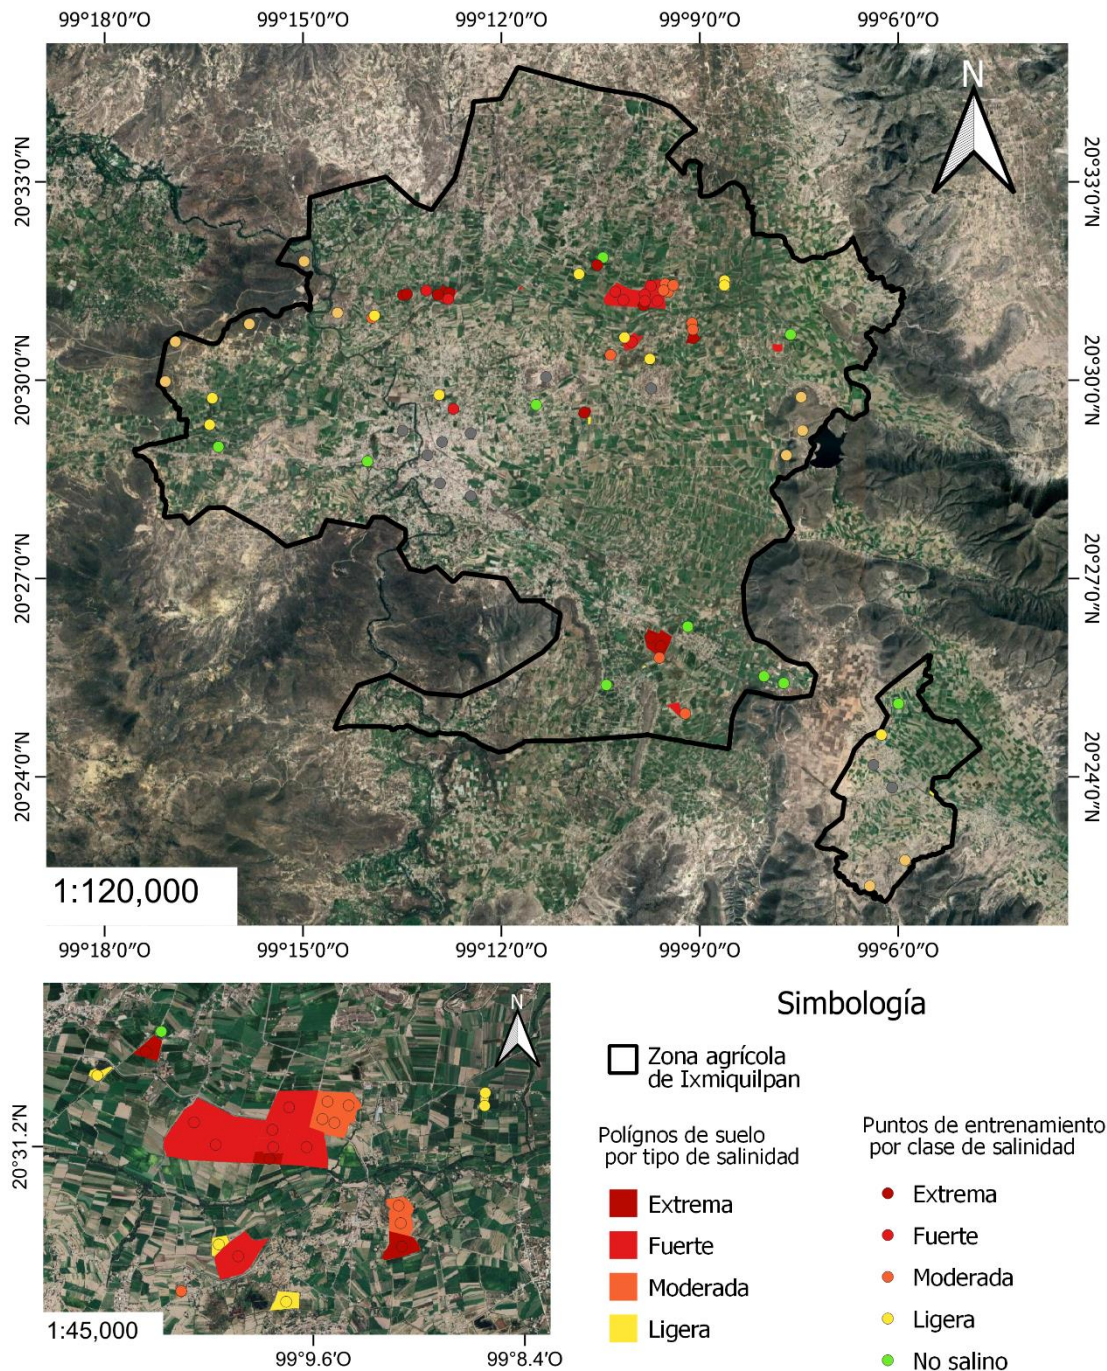 99°18'0"O 99°15'0"O 99°12'0"O 99°9'0"O 99°6'0"O
N
20°33'0"N 20°33'0"N
20°30'0"N 20°30'0"N
20°27'0"N 20°27'0"N
20°24'0"N 20°24'0"N
1:120,000
99°18'0"O 99°15'0"O 99°12'0"O 99°9'0"O 99°6'0"O
N
20°31.2'N
1:45,000
99°9.6'O 99°8.4'O
Simbología
Zona agrícola
de Ixmiquilpan
Polígnos de suelo
por tipo de salinidad
Extrema
Fuerte
Moderada
Ligera
Puntos de entrenamiento
por clase de salinidad
Extrema
Fuerte
Moderada
Ligera
No salino